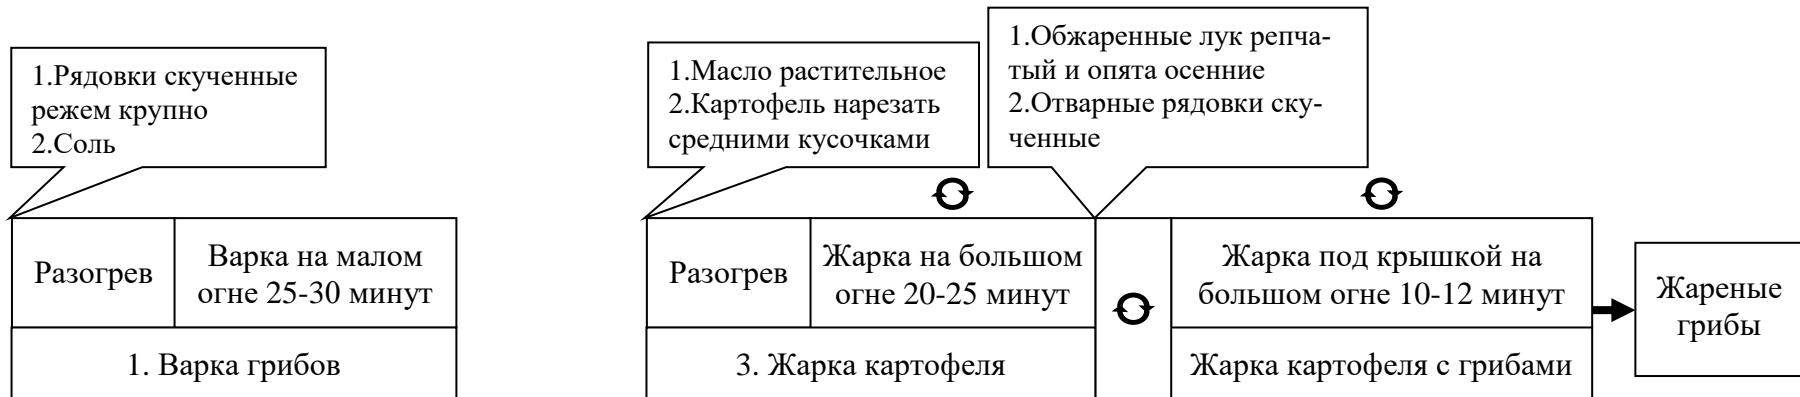 1.Рядовки скученные
режем крупно
2.Соль
1.Масло растительное
2.Картофель нарезать
средними кусочками
1.Обжаренные лук репча-
тый и опята осенние
2.Отварные рядовки ску-
ченные
Разогрев
Варка на малом
огне 25-30 минут
1. Варка грибов
Разогрев
Жарка на большом
огне 20-25 минут
3. Жарка картофеля
Жарка под крышкой на
большом огне 10-12 минут
Жарка картофеля с грибами
Жареные
грибы